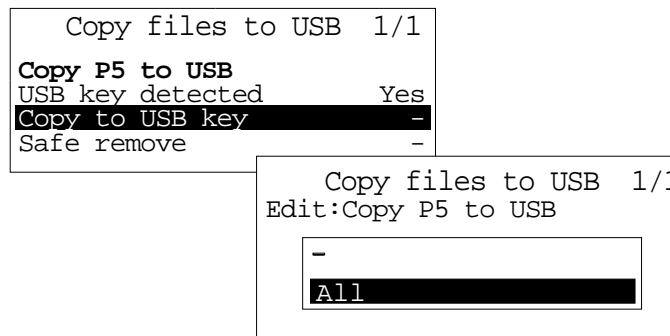 Copy files to USB 1/1
Copy P5 to USB
USB key detected Yes
Copy to USB key -
Safe remove -
Copy files to USB 1/1
Edit:Copy P5 to USB
-
All